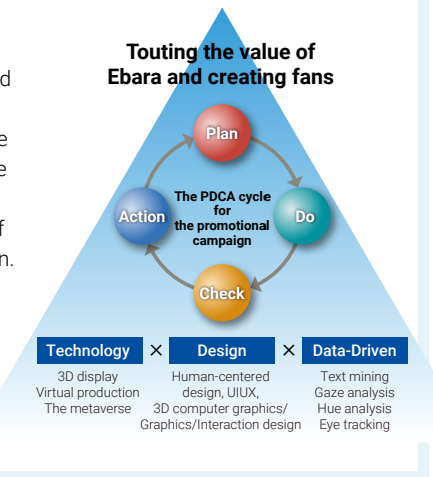 Touting the value of
Ebara and creating fans
d
e
e
f
n.
Plan
Action
The PDCA cycle
for
the promotional
campaign
Do
Check
Technology × Design × Data-Driven
3D display
Virtual production
The metaverse
Human-centered
design, UIUX,
3D computer graphics/
Graphics/Interaction design
Text mining
Gaze analysis
Hue analysis
Eye tracking